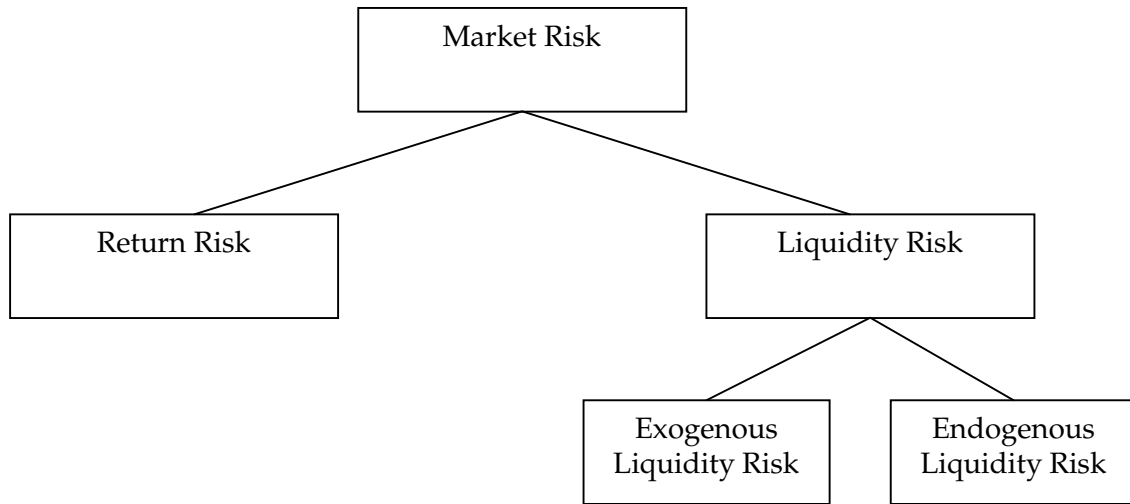 Market Risk
Return Risk
Liquidity Risk
Exogenous
Liquidity Risk
Endogenous
Liquidity Risk